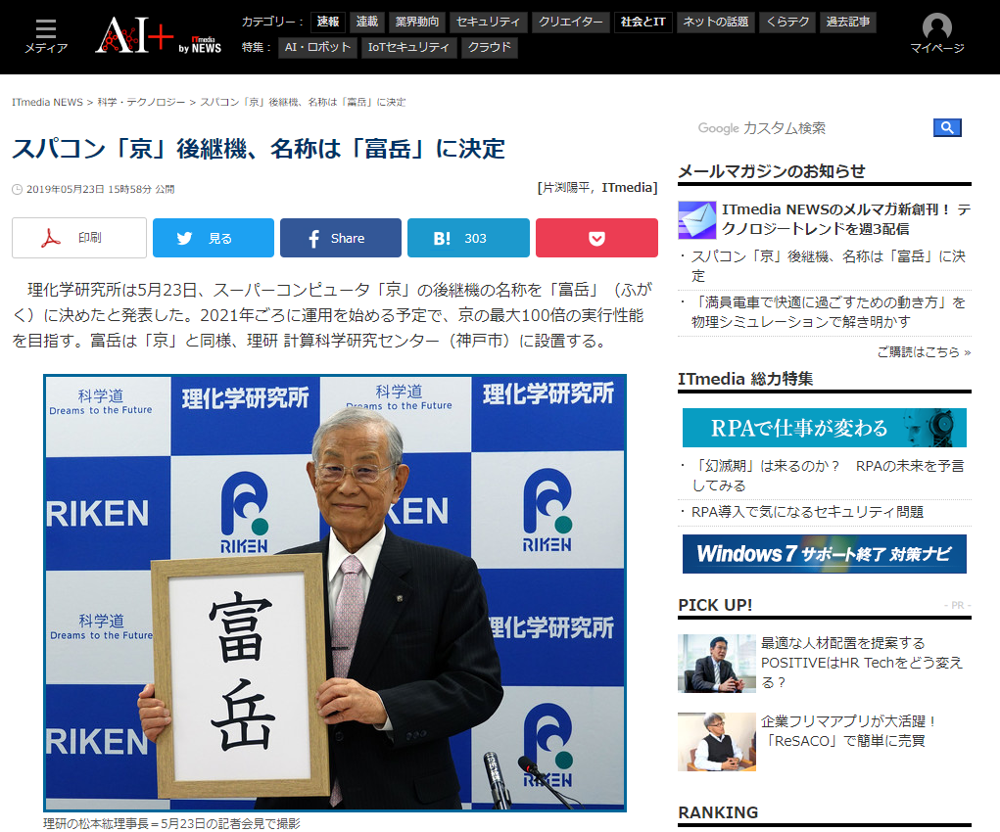 メディア
AI+
by ITmedia NEWS
カテゴリー： 速報 連載 業界動向 セキュリティ クリエイター 社会とIT ネットの話題 くらテク 過去記事
特集： AI・ロボット IoTセキュリティ クラウド
マイページ
ITmedia NEWS > 科学・テクノロジー > スパコン「京」後継機、名称は「富岳」に決定
スパコン「京」後継機、名称は「富岳」に決定
2019年05月23日 15時58分 公開
[片渕陽平，ITmedia]
印刷 見る Share B! 303
理化学研究所は5月23日、スーパーコンピュータ「京」の後継機の名称を「富岳」（ふが
く）に決めたと発表した。2021年ごろに運用を始める予定で、京の最大100倍の実行性能
を目指す。富岳は「京」と同様、理研 計算科学研究センター（神戸市）に設置する。
科学道
Dreams to the Future
理化学研究所
科学道
Dreams to the Future
理化学研究所
RIKEN
RIKEN
KEN
RIKEN
科学道
Dreams to the Future
理化学研究所
富岳
RIKEN
RIKEN
理研の松本紘理事長＝5月23日の記者会見で撮影
Google カスタム検索
メールマガジンのお知らせ
ITmedia NEWSのメルマガ新創刊！ テ
クノロジートレンドを週3配信
・スパコン「京」後継機、名称は「富岳」に決
定
・「満員電車で快適に過ごすための動き方」を
物理シミュレーションで解き明かす
ご購読はこちら »
ITmedia 総力特集
RPAで仕事が変わる
・「幻滅期」は来るのか？　RPAの未来を予言
してみる
・RPA導入で気になるセキュリティ問題
Windows 7 サポート終了 対策ナビ
PICK UP!
- PR -
最適な人材配置を提案する
POSITIVEはHR Techをどう変え
る？
企業フリマアプリが大活躍！
「ReSACO」で簡単に売買
RANKING